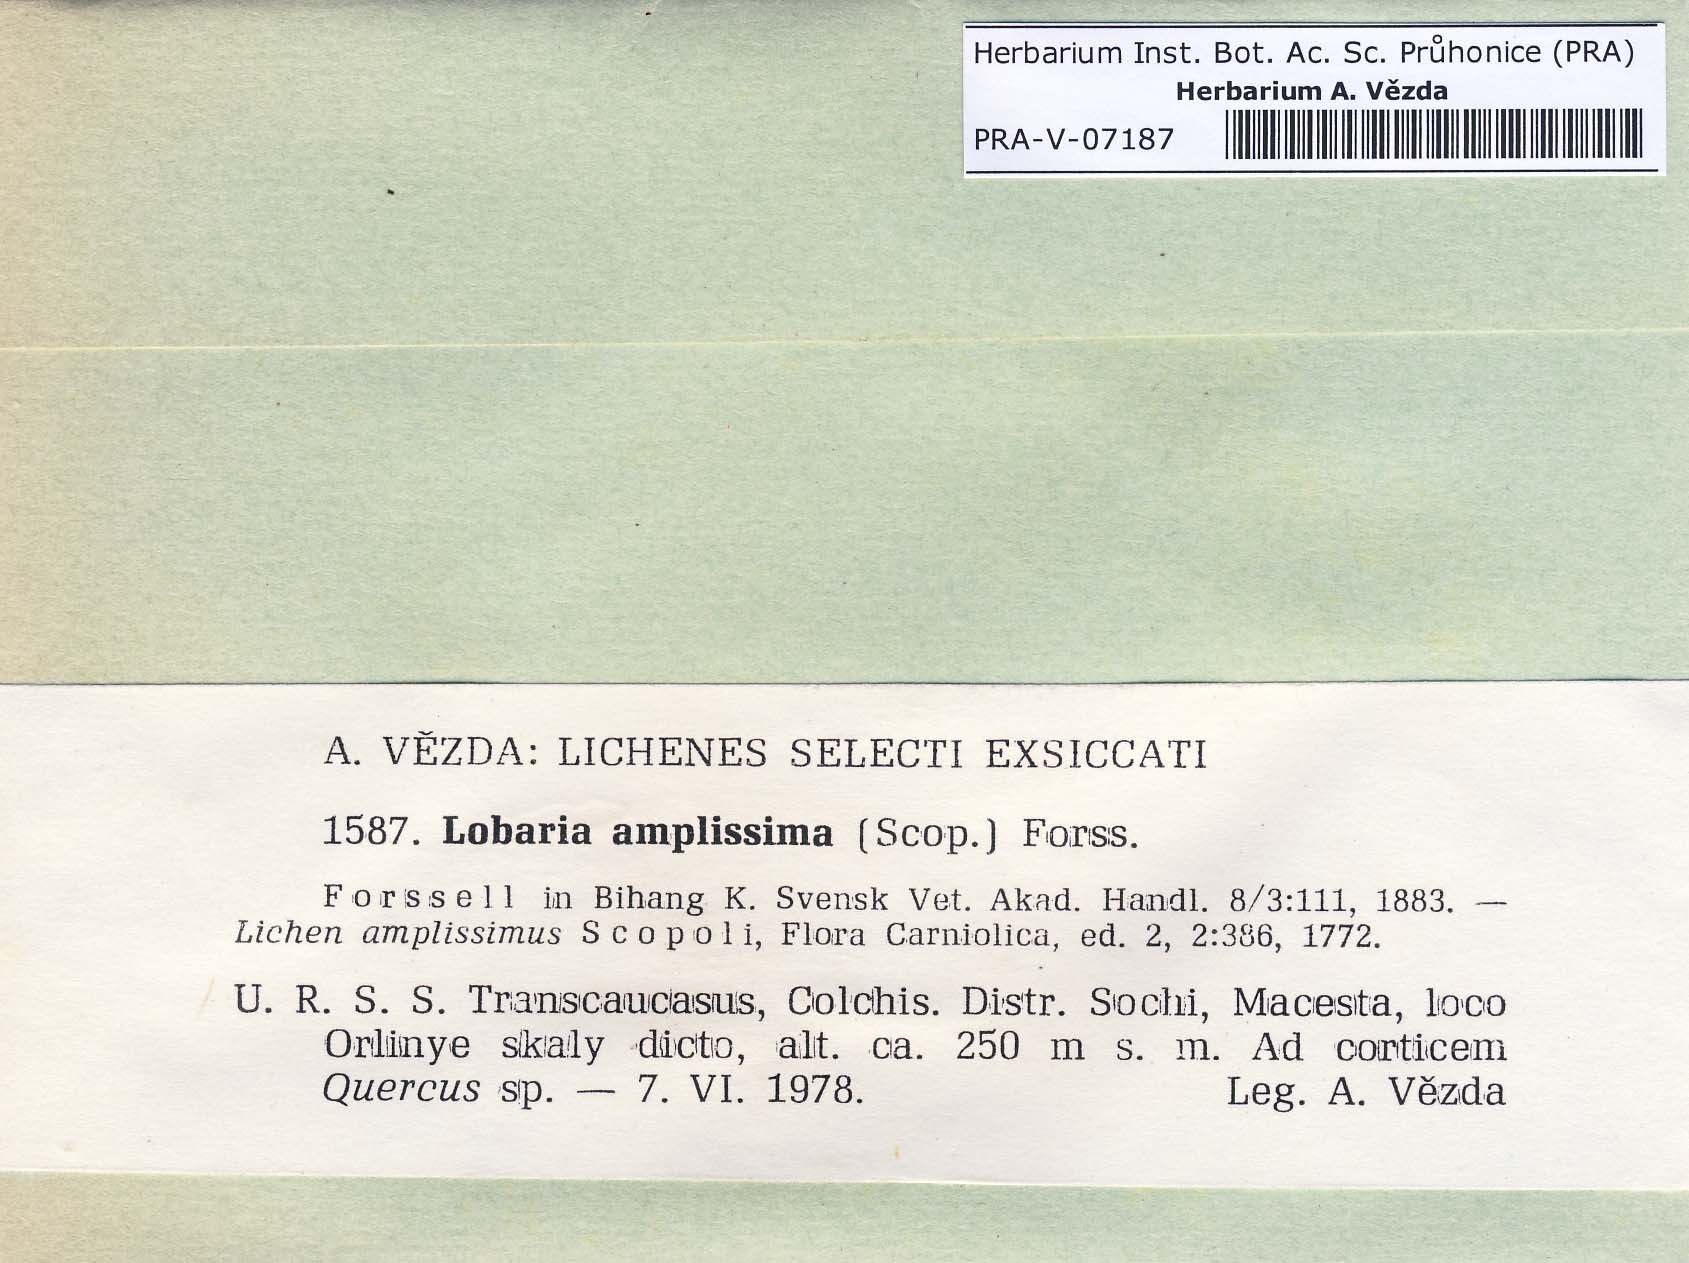 Herbarium Inst. Bot. Ac. Sc. Průhonice (PRA)
Herbarium A. Vězda
PRA-V-07187
A. VĚZDA: LICHENES SELECTI EXSICCATI
1587. Lobaria amplissima (Scop.) Forss.
Forssell in Bihang K. Svensk Vet. Akad. Handl. 8/3:111, 1883. —
Lichen amplissimus Scopoli, Flora Carniolica, ed. 2, 2:386, 1772.
U. R. S. S. Transcaucasus, Colchis. Distr. Sochi, Macesta, loco
Orlinye skaly dicto, alt. ca. 250 m s. m. Ad corticem
Quercus sp. — 7. VI. 1978. Leg. A. Vězda